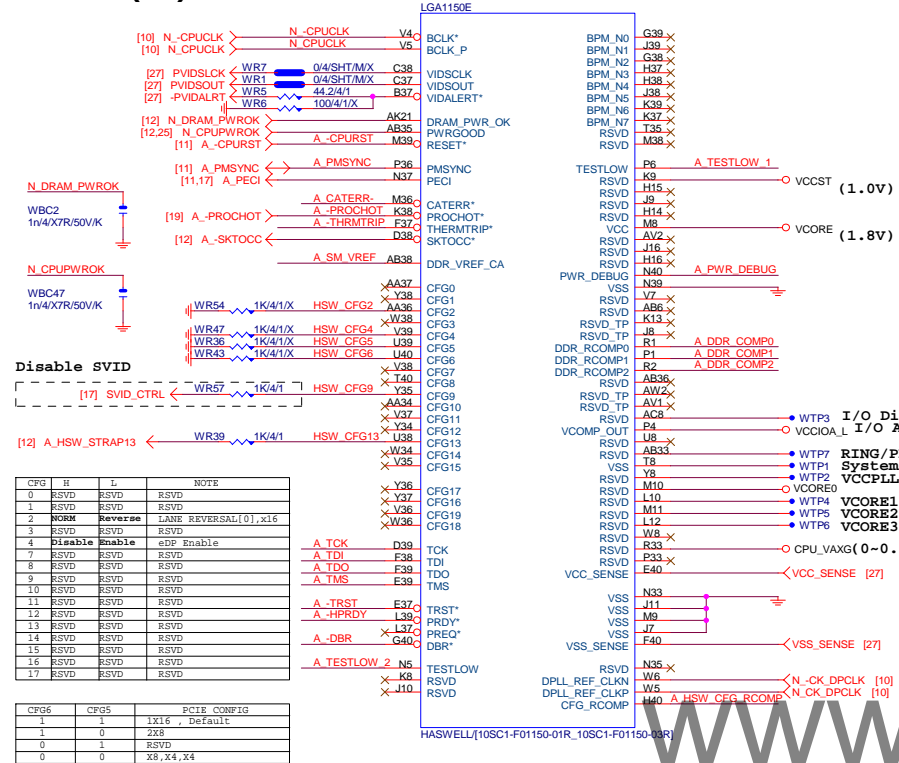 LGA1150E
[10] N_-CPUCLK N_-CPUCLK V4 BCLK*
[10] N_CPUCLK N_CPUCLK V5 BCLK_P
[27] PVIDSLCK WR7 0/4/SHT/M/X C38 VIDSCLK
[27] PVIDSOUT WR1 0/4/SHT/M/X C37 VIDSOUT
[27] -PVIDALRT WR5 44.2/4/1 B37 VIDALERT*
WR6 100/4/1/X
[12] N_DRAM_PWROK AK21 DRAM_PWR_OK
[12,25] N_CPUPWROK AB35 PWRGOOD
[11] A_-CPURST M39 RESET*
[11] A_PMSYNC A_PMSYNC P36 PMSYNC
[11,17] A_PECI N37 PECI
A_CATERR- M36 CATERR*
[19] A_-PROCHOT A_-PROCHOT K38 PROCHOT*
A_-THRMTRIP F37 THERMTRIP*
[12] A_-SKTOCC D38 SKTOCC*
A_SM_VREF AB38 DDR_VREF_CA
N_DRAM_PWROK
WBC2
1n/4/X7R/50V/K
N_CPUPWROK
WBC47
1n/4/X7R/50V/K
AA37 CFG0
Y38 CFG1
WR54 1K/4/1/X HSW_CFG2 AA36 CFG2
W38 CFG3
WR47 1K/4/1/X HSW_CFG4 V39 CFG4
WR36 1K/4/1/X HSW_CFG5 U39 CFG5
WR43 1K/4/1/X HSW_CFG6 U40 CFG6
V38 CFG7
T40 CFG8
Disable SVID
[17] SVID_CTRL WR57 1K/4/1 HSW_CFG9 Y35 CFG9
AA34 CFG10
V37 CFG11
Y34 CFG12
[12] A_HSW_STRAP13 WR39 1K/4/1 HSW_CFG13 U38 CFG13
W34 CFG14
V35 CFG15
Y36 CFG17
Y37 CFG16
V36 CFG19
W36 CFG18
A_TCK D39 TCK
A_TDI F38 TDI
A_TDO F39 TDO
A_TMS E39 TMS
A_-TRST E37 TRST*
A_-HPRDY L39 PRDY*
L37 PREQ*
A_-DBR G40 DBR*
A_TESTLOW_2 N5 TESTLOW
K8 RSVD
J10 RSVD
BPM_N0 G39
BPM_N1 J39
BPM_N2 G38
BPM_N3 H37
BPM_N4 H38
BPM_N5 J38
BPM_N6 K39
BPM_N7 K37
RSVD T35
RSVD M38
TESTLOW P6 A_TESTLOW_1
RSVD K9 VCCST (1.0V)
RSVD H15
RSVD J9
RSVD H14
VCC M8 VCORE (1.8V)
RSVD AV2
RSVD J16
RSVD H16
PWR_DEBUG N40 A_PWR_DEBUG
VSS N39
RSVD V7
RSVD AB6
RSVD_TP K13
RSVD_TP J8
DDR_RCOMP0 R1 A_DDR_COMP0
DDR_RCOMP1 P1 A_DDR_COMP1
DDR_RCOMP2 R2 A_DDR_COMP2
RSVD AB36
RSVD_TP AW2
RSVD_TP AV1
RSVD AC8 WTP3 I/O Di
VCOMP_OUT P4 VCCIOA_L I/O A
RSVD U8
RSVD AB33 WTP7 RING/P
VSS T8 WTP1 System
RSVD Y8 WTP2 VCCPLL
RSVD M10 VCORE0
RSVD L10 WTP4 VCORE1
RSVD M11 WTP5 VCORE2
RSVD L12 WTP6 VCORE3
RSVD W8
RSVD R33 CPU_VAXG (0~0.
RSVD P33
VCC_SENSE E40 VCC_SENSE [27]
VSS N33
VSS J11
VSS M9
VSS J7
VSS_SENSE F40 VSS_SENSE [27]
RSVD N35
DPLL_REF_CLKN W6 N_-CK_DPCLK [10]
DPLL_REF_CLKP W5 N_CK_DPCLK [10]
CFG_RCOMP H40 A_HSW_CFG_RCOMP
HASWELL/[10SC1-F01150-01R_10SC1-F01150-03R]
CFG H L NOTE
0 RSVD RSVD RSVD
1 RSVD RSVD RSVD
2 NORM Reverse LANE REVERSAL[0],x16
3 RSVD RSVD RSVD
4 Disable Enable eDP Enable
7 RSVD RSVD RSVD
8 RSVD RSVD RSVD
9 RSVD RSVD RSVD
10 RSVD RSVD RSVD
11 RSVD RSVD RSVD
12 RSVD RSVD RSVD
13 RSVD RSVD RSVD
14 RSVD RSVD RSVD
15 RSVD RSVD RSVD
16 RSVD RSVD RSVD
17 RSVD RSVD RSVD
CFG6 CFG5 PCIE CONFIG
1 1 1X16 , Default
1 0 2X8
0 1 RSVD
0 0 X8,X4,X4
WWW